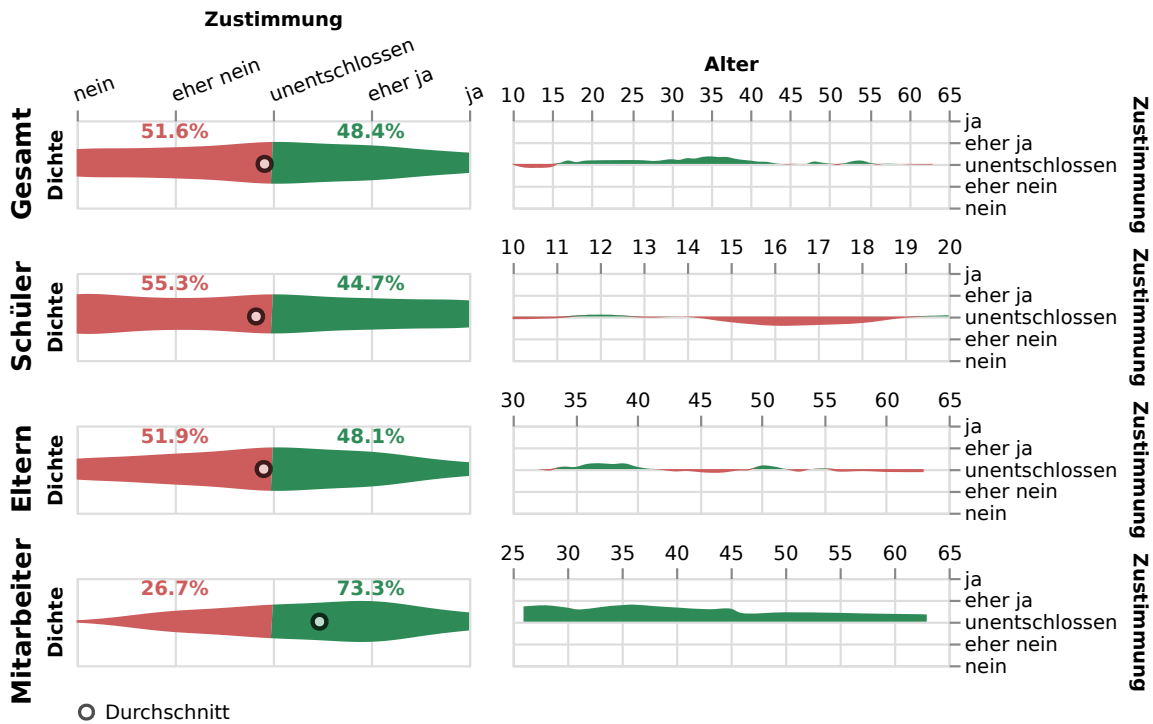 Zustimmung
nein eher nein unentschlossen eher ja ja
Alter
10 15 20 25 30 35 40 45 50 55 60 65
Gesamt
Dichte
51.6% 48.4%
ja
eher ja
unentschlossen
eher nein
nein
Zustimmung
10 11 12 13 14 15 16 17 18 19 20
Schüler
Dichte
55.3% 44.7%
ja
eher ja
unentschlossen
eher nein
nein
Zustimmung
30 35 40 45 50 55 60 65
Eltern
Dichte
51.9% 48.1%
ja
eher ja
unentschlossen
eher nein
nein
Zustimmung
25 30 35 40 45 50 55 60 65
Mitarbeiter
Dichte
26.7% 73.3%
ja
eher ja
unentschlossen
eher nein
nein
Zustimmung
Durchschnitt